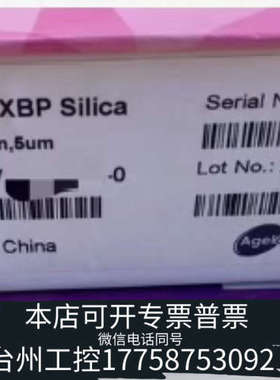 XBP Silica
Serial N
,5um
-0
Lot No.:
China
Agel
本店可开专票普票
微信电话同号
台州工控17758753092